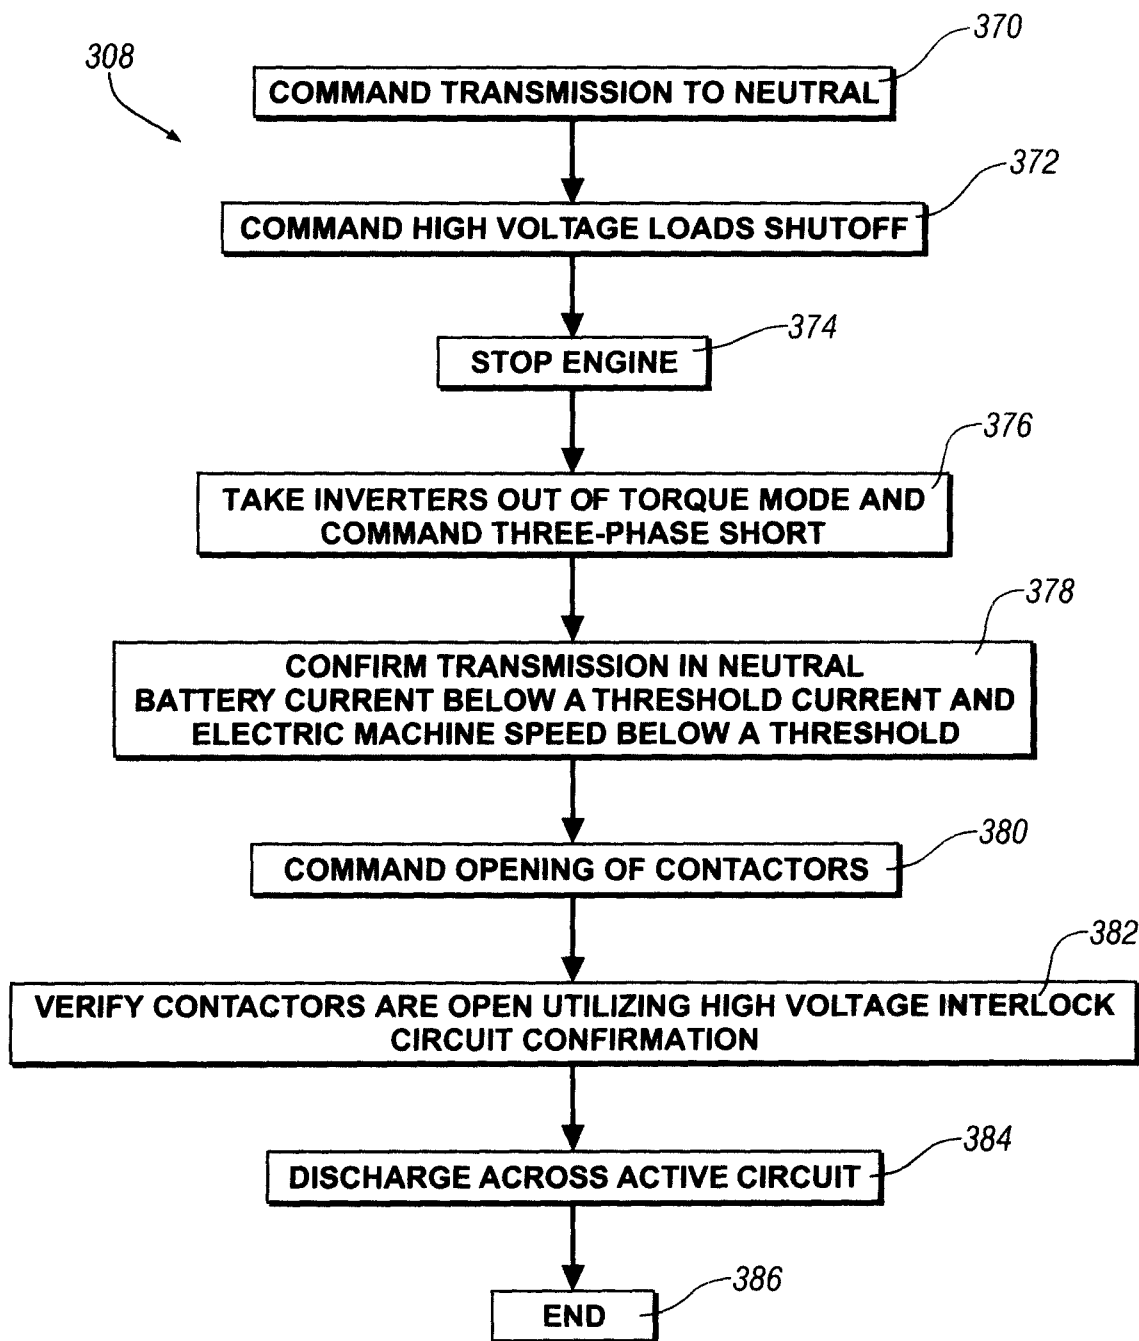 370
308
COMMAND TRANSMISSION TO NEUTRAL
372
COMMAND HIGH VOLTAGE LOADS SHUTOFF
374
STOP ENGINE
376
TAKE INVERTERS OUT OF TORQUE MODE AND
COMMAND THREE-PHASE SHORT
378
CONFIRM TRANSMISSION IN NEUTRAL
BATTERY CURRENT BELOW A THRESHOLD CURRENT AND
ELECTRIC MACHINE SPEED BELOW A THRESHOLD
380
COMMAND OPENING OF CONTACTORS
382
VERIFY CONTACTORS ARE OPEN UTILIZING HIGH VOLTAGE INTERLOCK
CIRCUIT CONFIRMATION
384
DISCHARGE ACROSS ACTIVE CIRCUIT
386
END